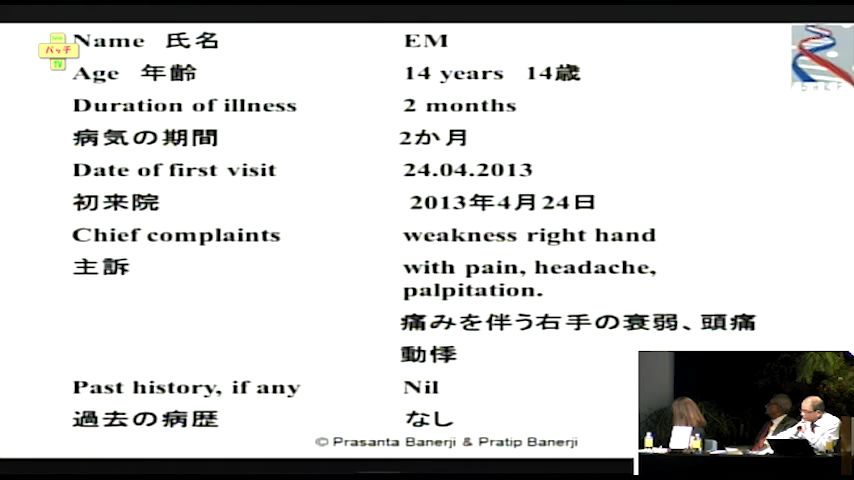 Name 氏名 EM
Age 年齢 14 years 14歳
Duration of illness 2 months
病気の期間 2か月
Date of first visit 24.04.2013
初来院 2013年4月24日
Chief complaints weakness right hand
主訴 with pain, headache,
palpitation.
痛みを伴う右手の衰弱、頭痛
動悸
Past history, if any Nil
過去の病歴 なし
© Prasanta Banerji & Pratip Banerji
バッチ
TV